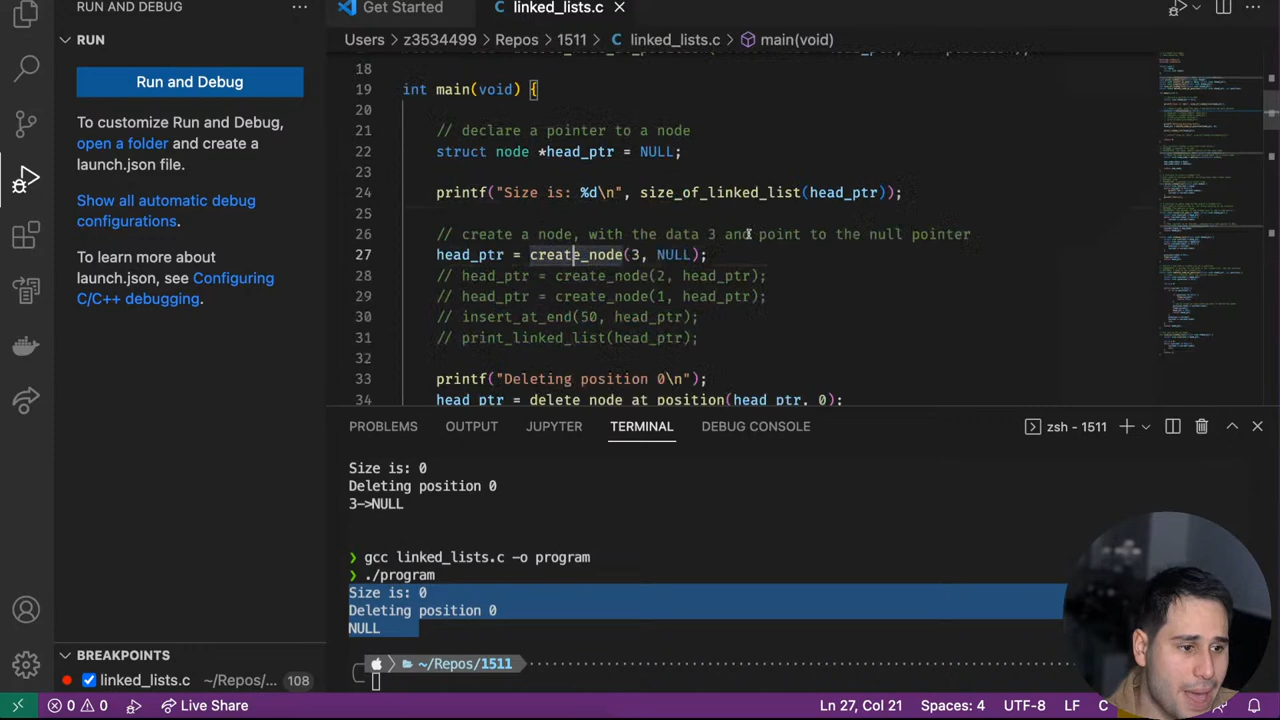 RUN AND DEBUG
···
Get Started
linked_lists.c
RUN
Users > z3534499 > Repos > 1511 > linked_lists.c > main(void)
Run and Debug
To customize Run and Debug,
open a folder and create a
launch.json file.
Show all automatic debug
configurations.
To learn more about
launch.json, see Configuring
C/C++ debugging.
18
19 int main(void) {
20
21 // declare a pointer to a node
22 struct node *head_ptr = NULL;
23
24 printf("Size is: %d\n", size_of_linked_list(head_ptr));
25
26 // node, with the data 3 and point to the null pointer
27 head_ptr = create_node(3, NULL);
28 // head_ptr = create_node(2, head_ptr);
29 // head_ptr = create_node(1, head_ptr);
30 // insert_at_end(50, head_ptr);
31 // print_linked_list(head_ptr);
32
33 printf("Deleting position 0\n");
34 head_ptr = delete_node_at_position(head_ptr, 0);
PROBLEMS OUTPUT JUPYTER TERMINAL DEBUG CONSOLE
zsh - 1511
Size is: 0
Deleting position 0
3->NULL
❯ gcc linked_lists.c -o program
❯ ./program
Size is: 0
Deleting position 0
NULL
~/Repos/1511
BREAKPOINTS
linked_lists.c ~/Repos/... 108
0 0
Live Share
Ln 27, Col 21
Spaces: 4
UTF-8
LF
C